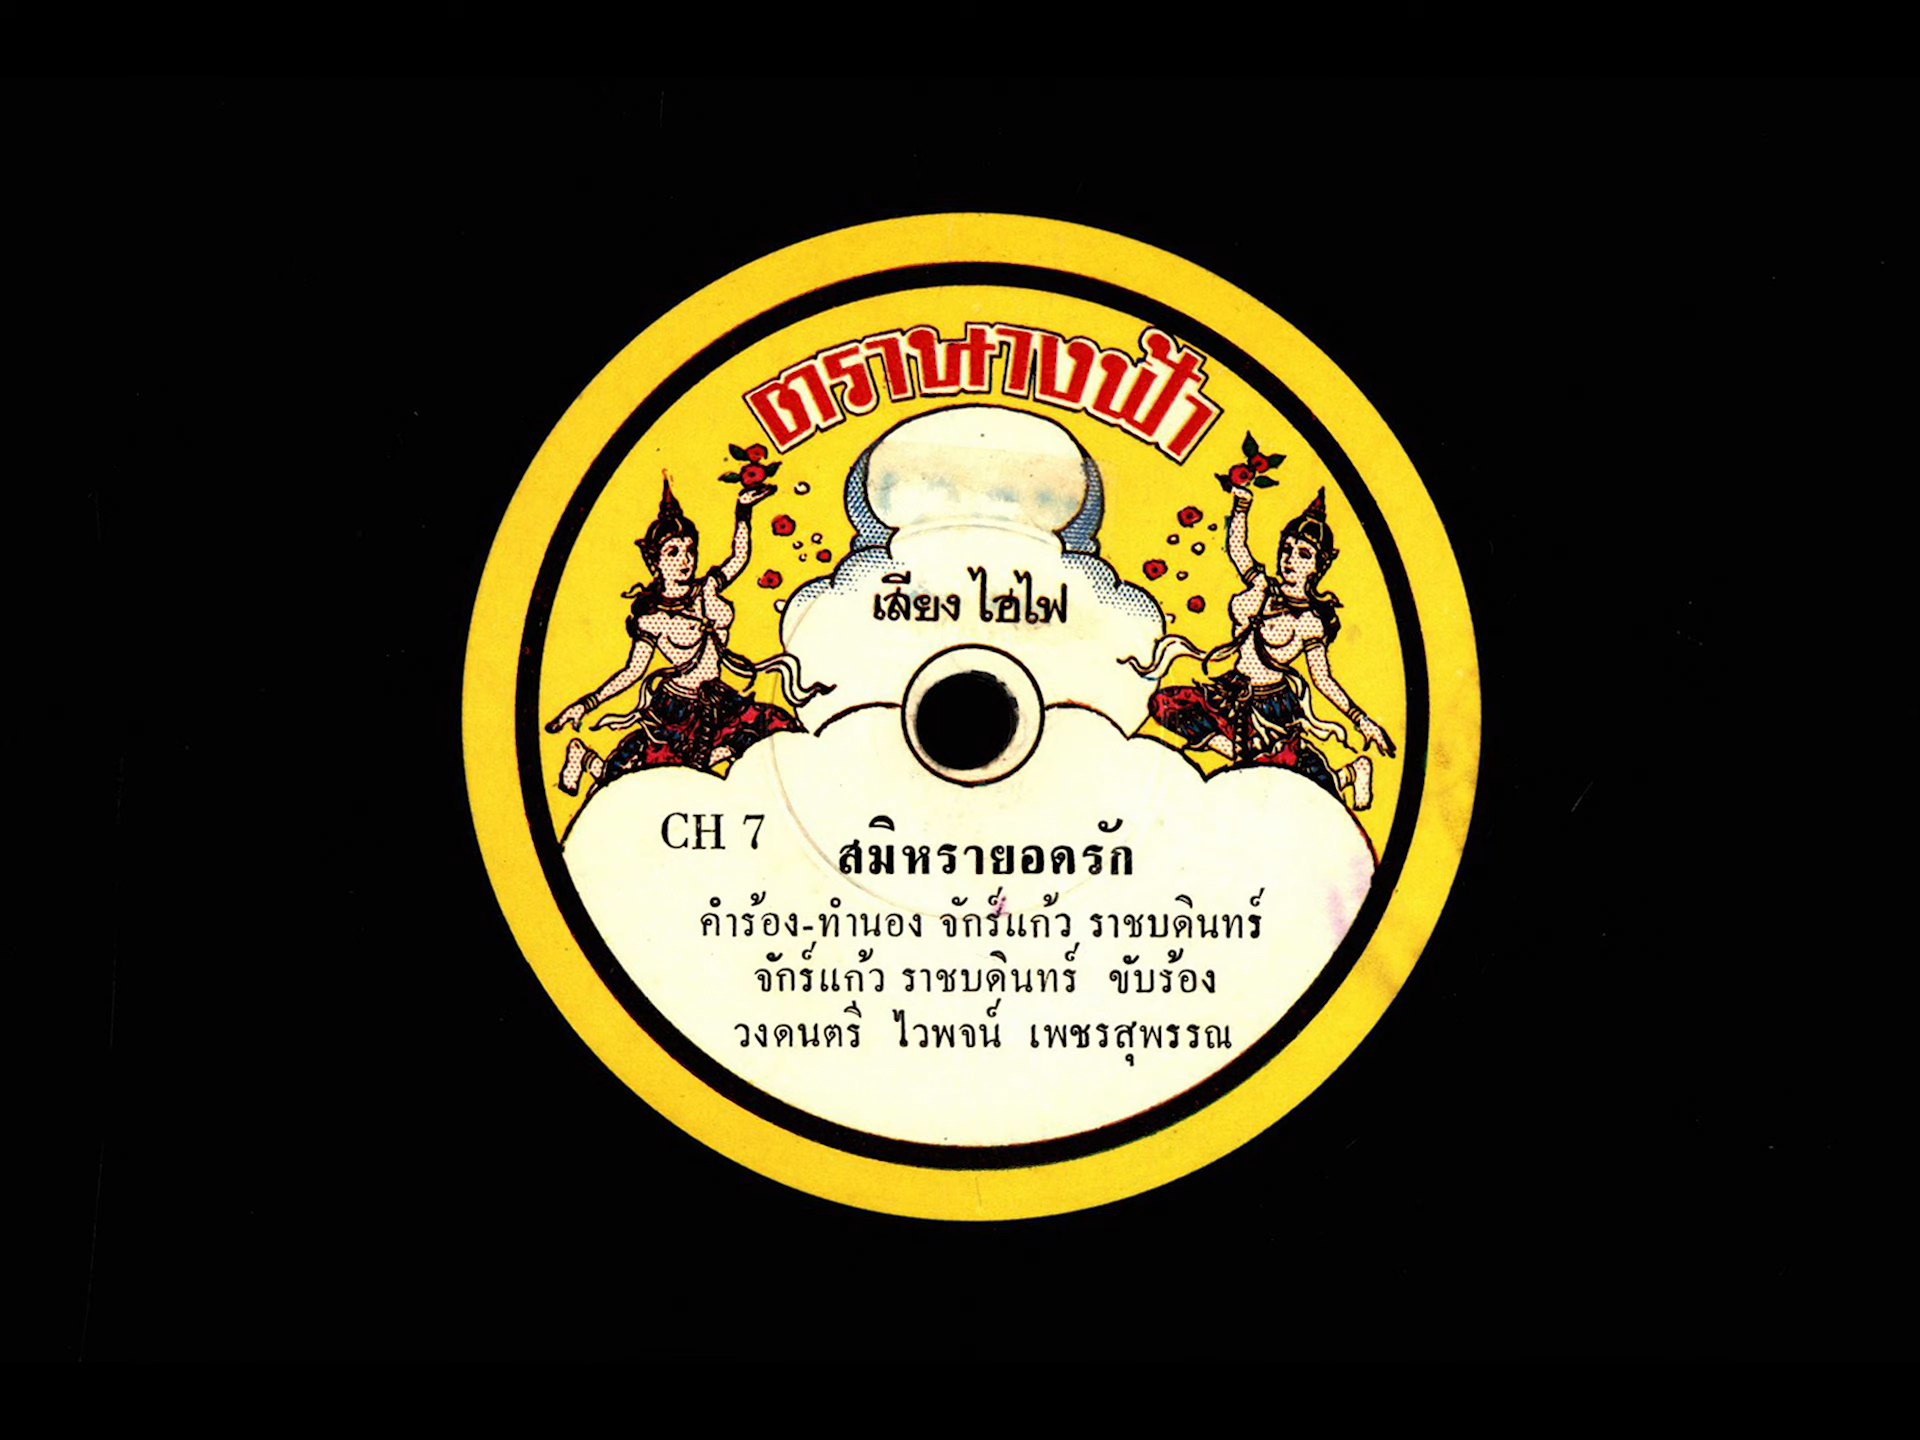 ตรานางฟ้า
เสียง ไฮไฟ
CH 7
สมิหรายอดรัก
คำร้อง-ทำนอง จักร์แก้ว ราชบดินทร์
จักร์แก้ว ราชบดินทร์ ขับร้อง
วงดนตรี ไวพจน์ เพชรสุพรรณ